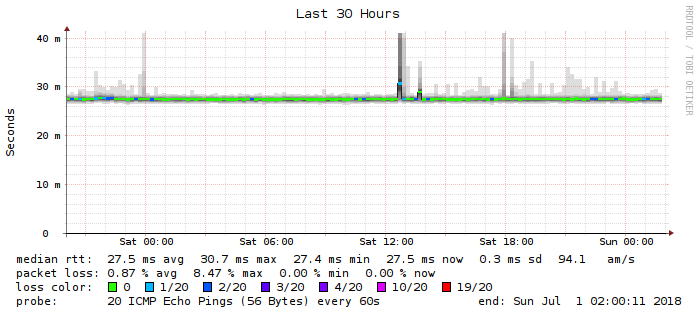 Last 30 Hours
RRDTOOL / TOBI OETIKER
Seconds
40 m
30 m
20 m
10 m
0
Sat 00:00 Sat 06:00 Sat 12:00 Sat 18:00 Sun 00:00
median rtt: 27.5 ms avg 30.7 ms max 27.4 ms min 27.5 ms now 0.3 ms sd 94.1 am/s
packet loss: 0.87 % avg 8.47 % max 0.00 % min 0.00 % now
loss color: 0 1/20 2/20 3/20 4/20 10/20 19/20
probe: 20 ICMP Echo Pings (56 Bytes) every 60s end: Sun Jul 1 02:00:11 2018